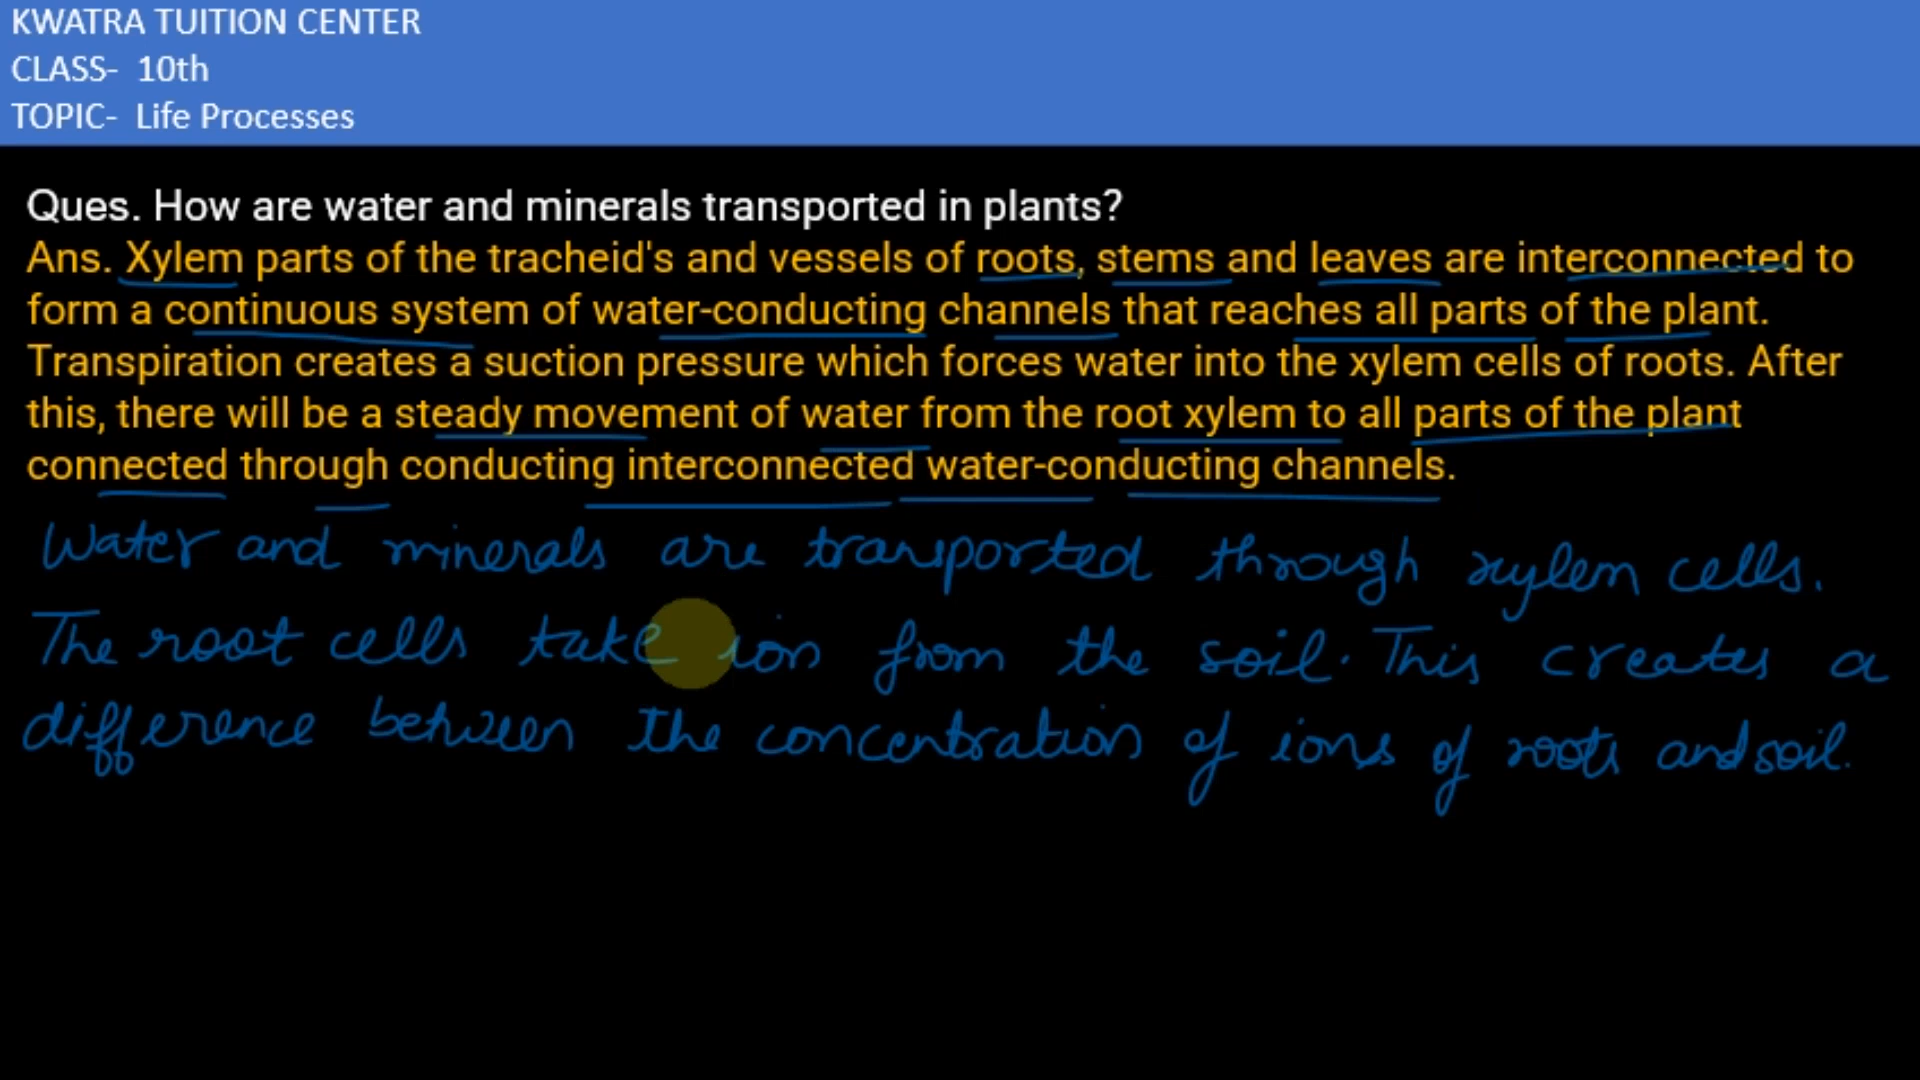 KWATRA TUITION CENTER
CLASS- 10th
TOPIC- Life Processes
Ques. How are water and minerals transported in plants?
Ans. Xylem parts of the tracheid's and vessels of roots, stems and leaves are interconnected to
form a continuous system of water-conducting channels that reaches all parts of the plant.
Transpiration creates a suction pressure which forces water into the xylem cells of roots. After
this, there will be a steady movement of water from the root xylem to all parts of the plant
connected through conducting interconnected water-conducting channels.
Water and minerals are transported through xylem cells.
The root cells take ion from the soil. This creates a
difference between the concentration of ions of roots and soil.